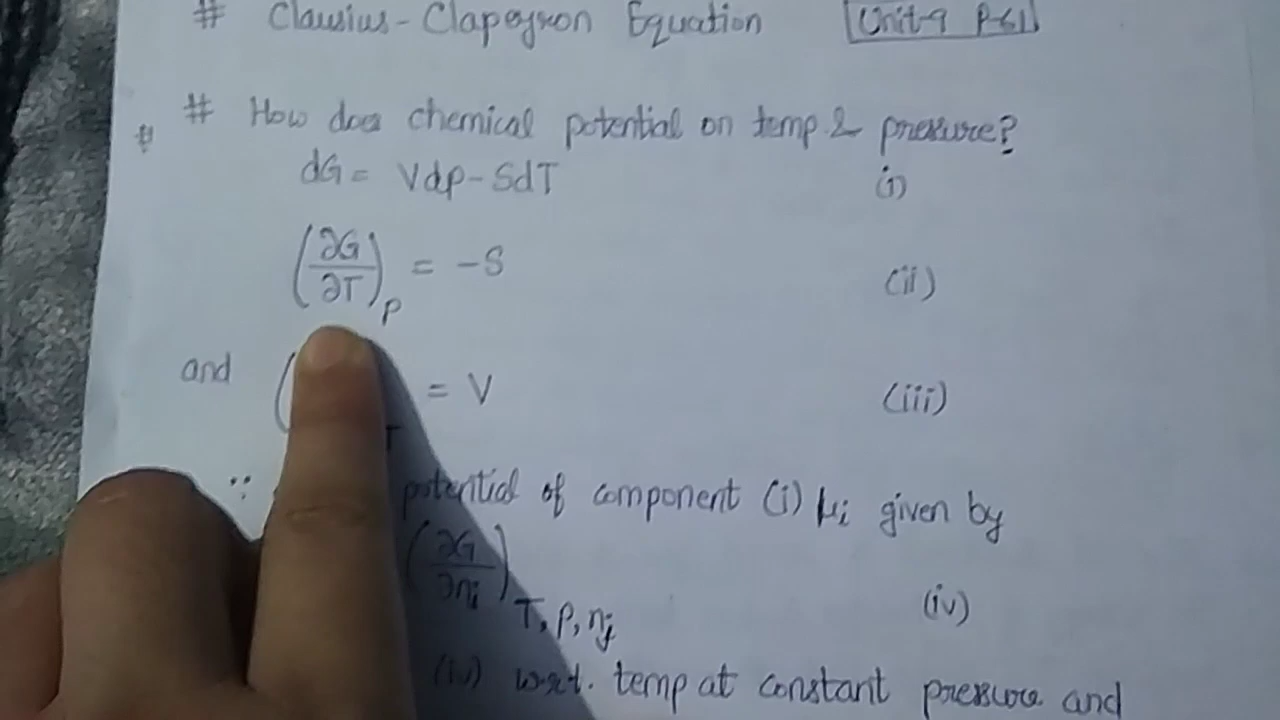 # Clausius-Clapeyron Equation Unit-9 P-61
# How does chemical potential on temp & pressure?
#
dG = Vdp - SdT (i)
(∂G/∂T)P = -S (ii)
and ( T = V (iii)
∵ potential of component (i) μi given by
(∂G/∂ni)T, P, nj (iv)
(iv) w.r.t. temp at constant pressure and